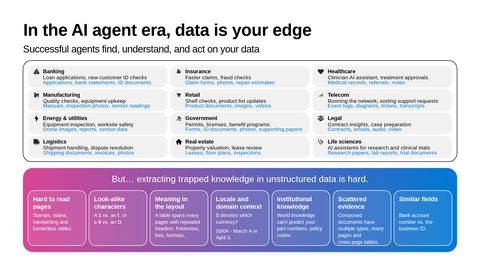 In the AI agent era, data is your edge
Successful agents find, understand, and act on your data
Banking
Loan applications, new customer ID checks
Applications, bank statements, ID documents
Insurance
Faster claims, fraud checks
Claim forms, photos, repair estimates
Healthcare
Clinician AI assistant, treatment approvals
Medical records, referrals, notes
Manufacturing
Quality checks, equipment upkeep
Manuals, inspection photos, sensor readings
Retail
Shelf checks, product list updates
Product documents, images, videos
Telecom
Running the network, sorting support requests
Event logs, diagrams, tickets, transcripts
Energy & utilities
Equipment inspection, worksite safety
Drone images, reports, sensor data
Government
Permits, licenses, benefit programs
Forms, ID documents, photos, supporting papers
Legal
Contract insights, case preparation
Contracts, emails, audio, video
Logistics
Shipment handling, dispute resolution
Shipping documents, invoices, photos
Real estate
Property valuation, lease review
Leases, floor plans, inspections
Life sciences
AI assistants for research and clinical trials
Research papers, lab reports, trial documents
But… extracting trapped knowledge in unstructured data is hard.
Hard to read
pages
Stamps, stains,
handwriting and
borderless tables.
Look-alike
characters
A 1 vs. an I, or
a 0 vs. an O.
Meaning in
the layout
A table spans many
pages with repeated
headers. Footnotes,
lists, formats.
Locale and
domain context
$ denotes which
currency?
03/04 - March 4 or
April 3.
Institutional
knowledge
World knowledge
can't predict your
part numbers, policy
codes.
Scattered
evidence
Composed
documents have
multiple types, many
pages and
cross-page tables.
Similar fields
Bank account
number vs. the
business ID.